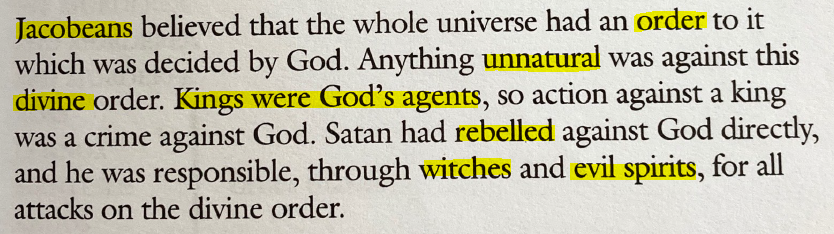 Jacobeans believed that the whole universe had an order to it
which was decided by God. Anything unnatural was against this
divine order. Kings were God's agents, so action against a king
was a crime against God. Satan had rebelled against God directly,
and he was responsible, through witches and evil spirits, for all
attacks on the divine order.